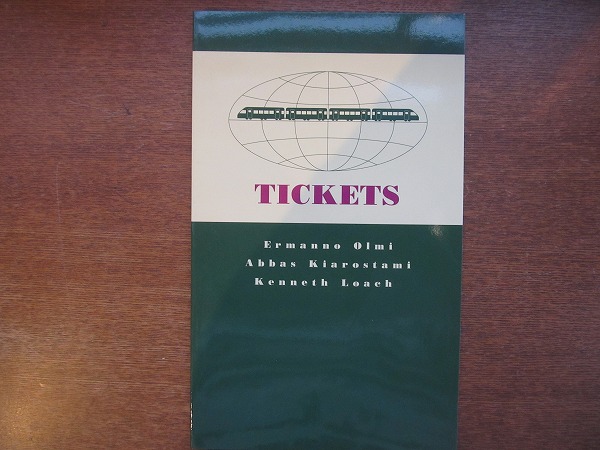 TICKETS
Ermanno Olmi
Abbas Kiarostami
Kenneth Loach